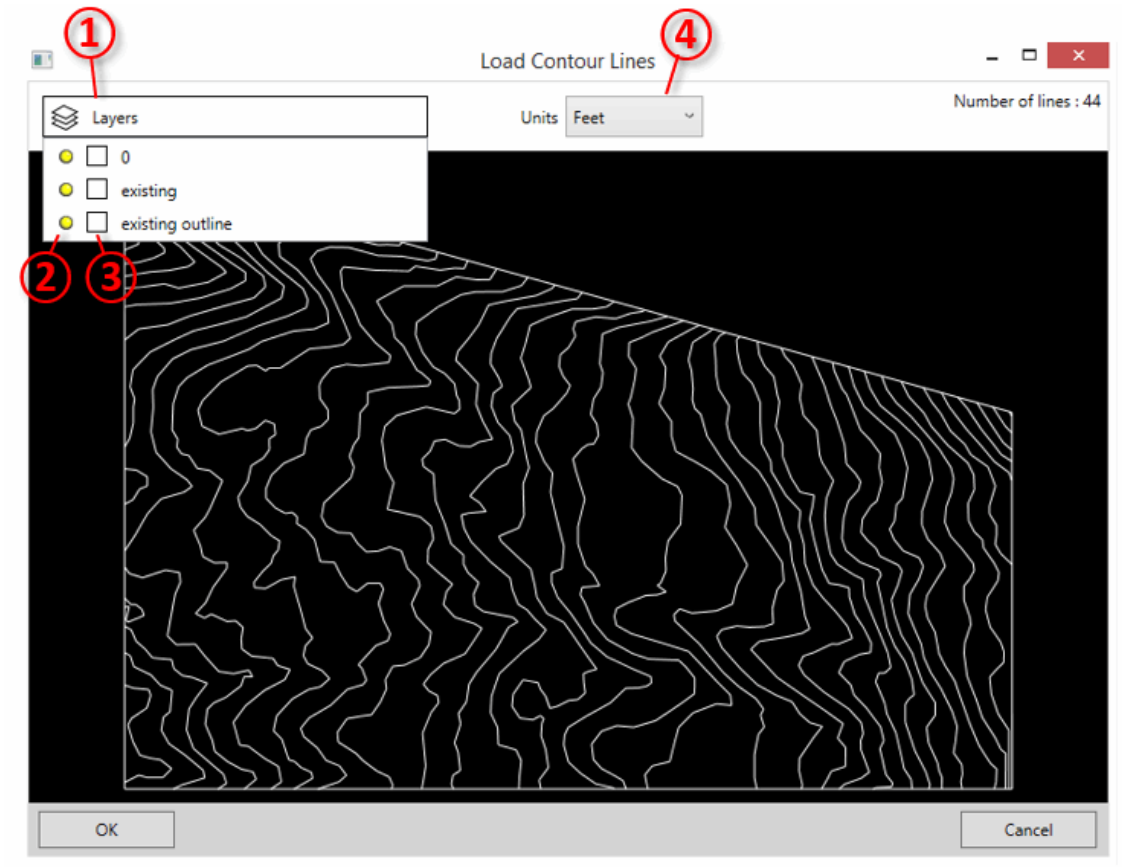 1
4
Load Contour Lines
Layers
Units Feet
Number of lines : 44
0
existing
existing outline
2
3
OK
Cancel